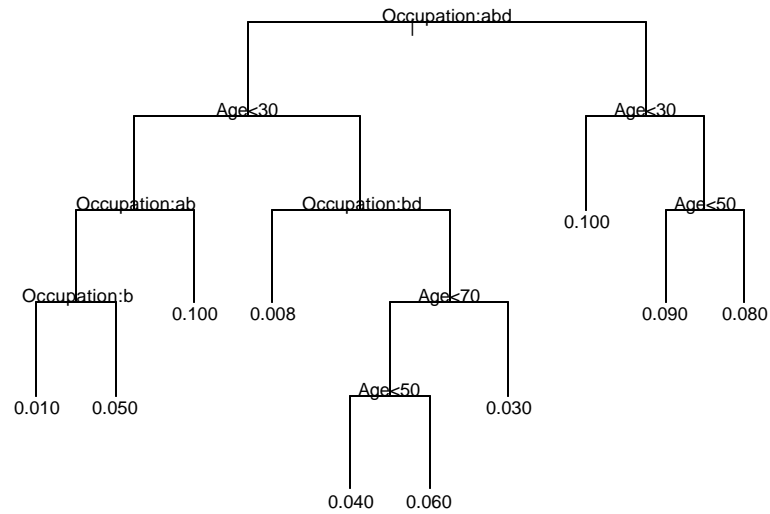 Occupation:abd
Age<30
Age<30
Occupation:ab
Occupation:bd
Age<50
0.100
Occupation:b
Age<70
0.100
0.008
0.090
0.080
Age<50
0.010
0.050
0.030
0.040
0.060